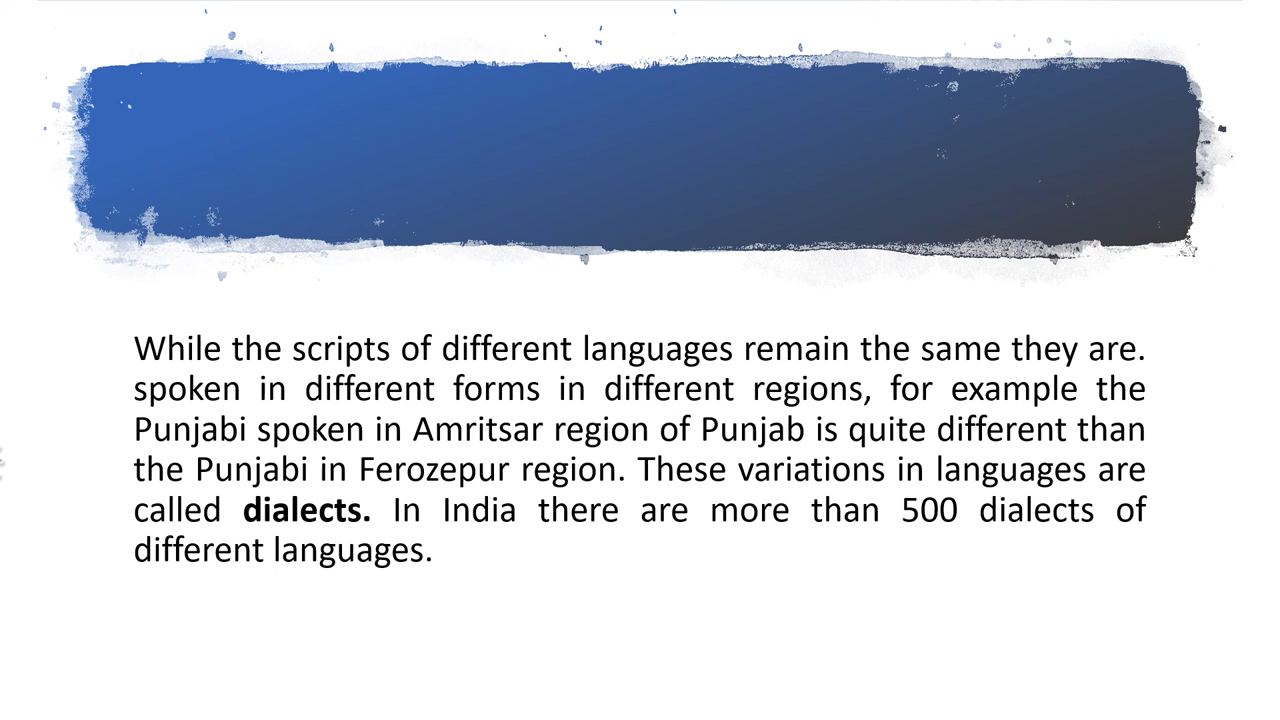 While the scripts of different languages remain the same they are.
spoken in different forms in different regions, for example the
Punjabi spoken in Amritsar region of Punjab is quite different than
the Punjabi in Ferozepur region. These variations in languages are
called dialects. In India there are more than 500 dialects of
different languages.